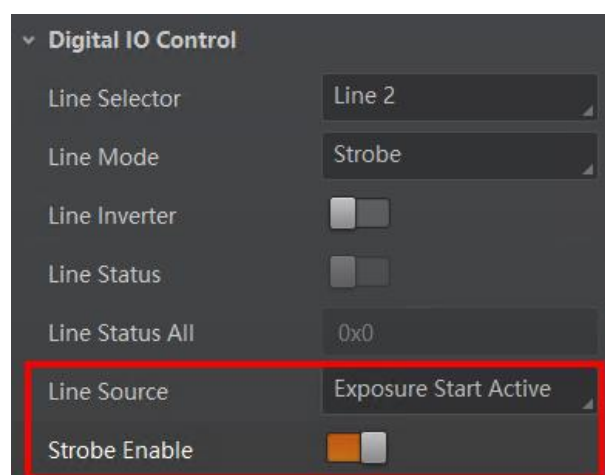 Digital IO Control
Line Selector Line 2
Line Mode Strobe
Line Inverter
Line Status
Line Status All 0x0
Line Source Exposure Start Active
Strobe Enable